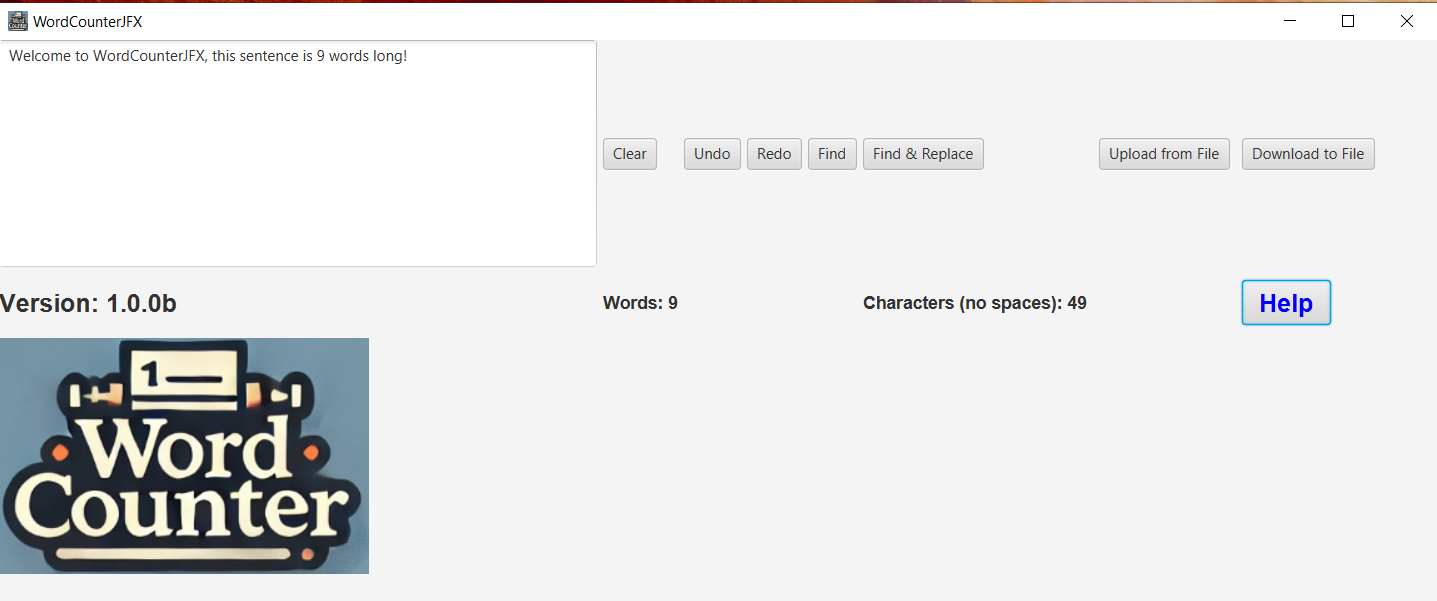 WordCounterJFX
Welcome to WordCounterJFX, this sentence is 9 words long!
Clear Undo Redo Find Find & Replace Upload from File Download to File
Version: 1.0.0b Words: 9 Characters (no spaces): 49 Help
1
Word
Counter